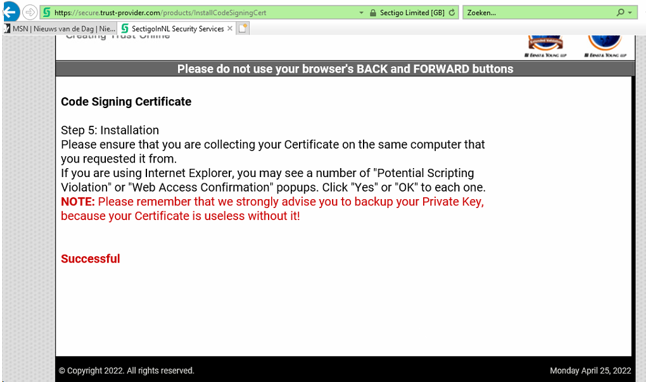 https://secure.trust-provider.com/products/InstallCodeSigningCert
Sectigo Limited [GB]
Zoeken...
MSN | Nieuws van de Dag | Nie...
SectigoInNL Security Services
Creating Trust Online
Please do not use your browser's BACK and FORWARD buttons
Code Signing Certificate
Step 5: Installation
Please ensure that you are collecting your Certificate on the same computer that
you requested it from.
If you are using Internet Explorer, you may see a number of "Potential Scripting
Violation" or "Web Access Confirmation" popups. Click "Yes" or "OK" to each one.
NOTE: Please remember that we strongly advise you to backup your Private Key,
because your Certificate is useless without it!
Successful
© Copyright 2022. All rights reserved.
Monday April 25, 2022